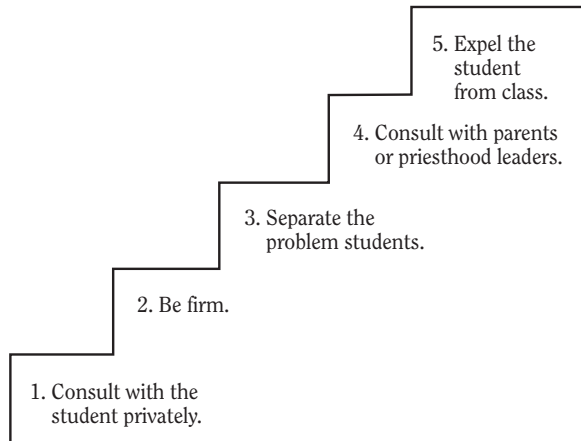 5. Expel the
student
from class.
4. Consult with parents
or priesthood leaders.
3. Separate the
problem students.
2. Be firm.
1. Consult with the
student privately.